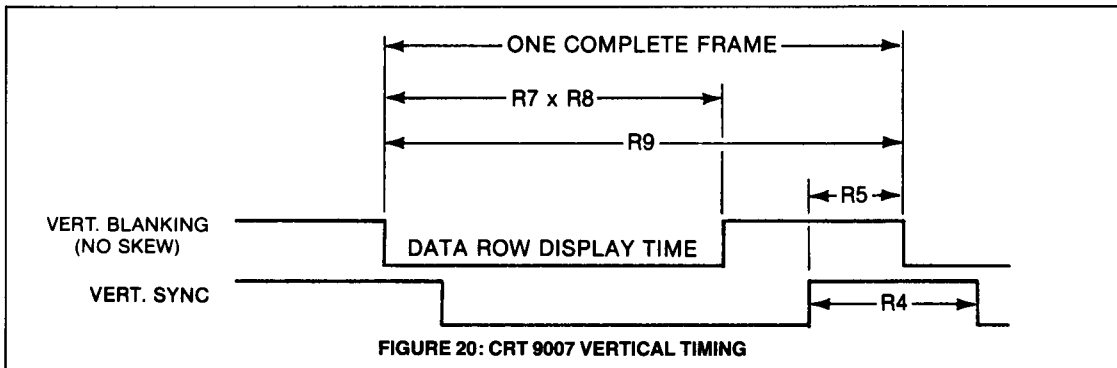 ONE COMPLETE FRAME
R7 x R8
R9
R5
VERT. BLANKING
(NO SKEW)
DATA ROW DISPLAY TIME
VERT. SYNC
R4
FIGURE 20: CRT 9007 VERTICAL TIMING